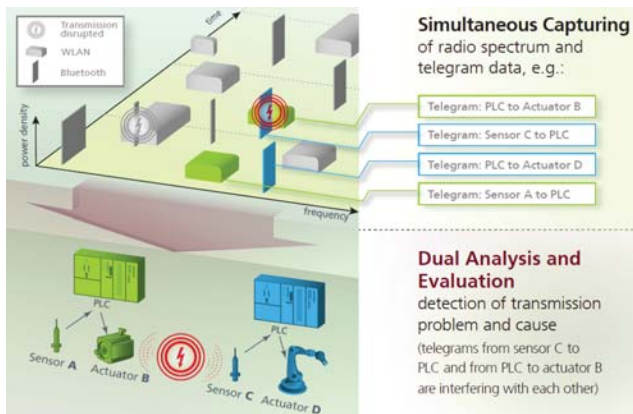 Transmission
disrupted
WLAN
Bluetooth
time
power density
frequency
Simultaneous Capturing
of radio spectrum and
telegram data, e.g.:
Telegram: PLC to Actuator B
Telegram: Sensor C to PLC
Telegram: PLC to Actuator D
Telegram: Sensor A to PLC
PLC
Sensor A
Actuator B
PLC
Sensor C
Actuator D
Dual Analysis and
Evaluation
detection of transmission
problem and cause
(telegrams from sensor C to
PLC and from PLC to actuator B
are interfering with each other)